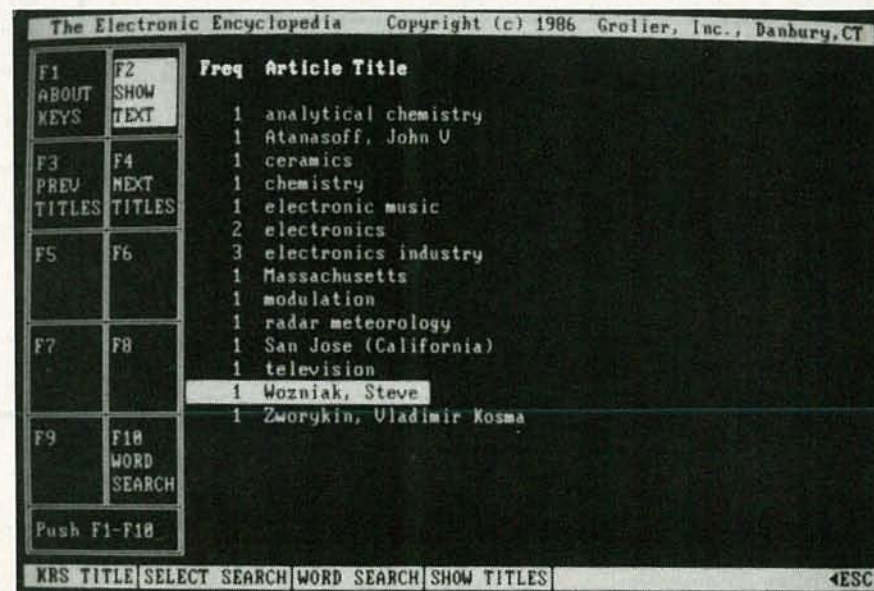 The Electronic Encyclopedia Copyright (c) 1986 Grolier, Inc., Danbury,CT
F1 ABOUT KEYS
F2 SHOW TEXT
F3 PREV TITLES
F4 NEXT TITLES
F5
F6
F7
F8
F9
F10 WORD SEARCH
Push F1-F10
Freq Article Title
1 analytical chemistry
1 Atanasoff, John V
1 ceramics
1 chemistry
1 electronic music
2 electronics
3 electronics industry
1 Massachusetts
1 modulation
1 radar meteorology
1 San Jose (California)
1 television
1 Wozniak, Steve
1 Zworykin, Vladimir Kosma
KRS TITLE SELECT SEARCH WORD SEARCH SHOW TITLES ◄ESC